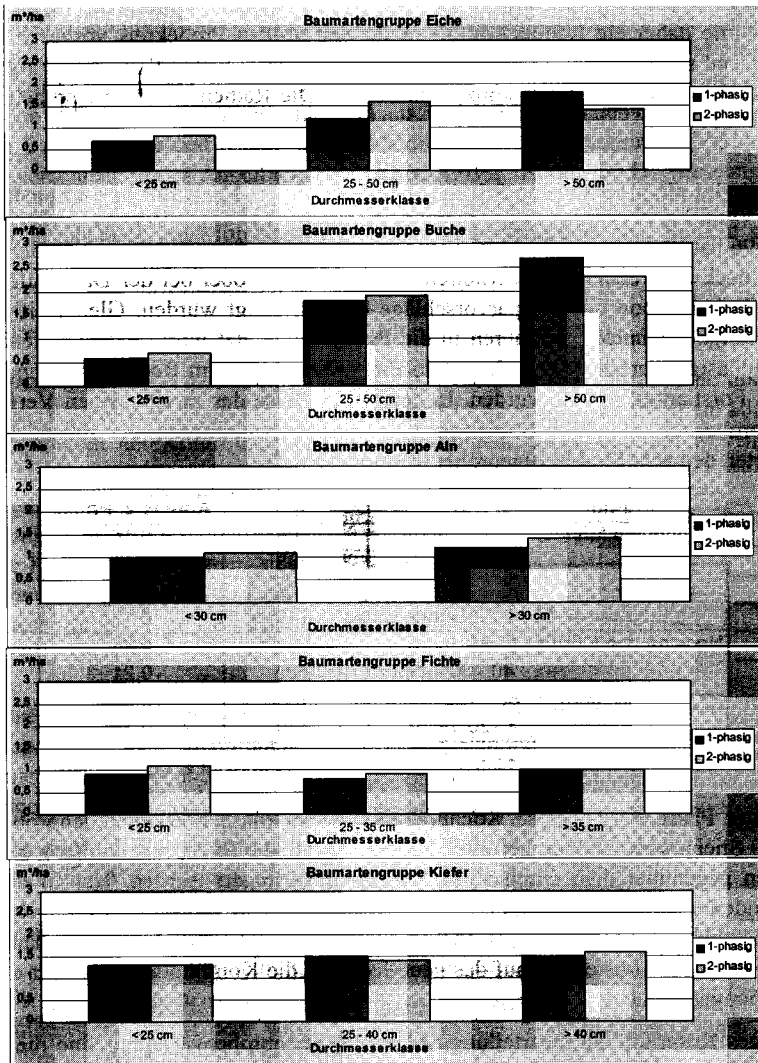 Baumartengruppe Eiche
m³/ha
3
2,5
2
1,5
1
0,5
0
<25 cm
25 - 50 cm
> 50 cm
Durchmesserklasse
1-phasig
2-phasig
Baumartengruppe Buche
m³/ha
3
2,5
2
1,5
1
0,5
0
<25 cm
25 - 50 cm
> 50 cm
Durchmesserklasse
1-phasig
2-phasig
Baumartengruppe Aln
m³/ha
3
2,5
2
1,5
1
0,5
0
<30 cm
>30 cm
Durchmesserklasse
1-phasig
2-phasig
Baumartengruppe Fichte
m³/ha
3
2,5
2
1,5
1
0,5
0
<25 cm
25 - 35 cm
> 35 cm
Durchmesserklasse
1-phasig
2-phasig
Baumartengruppe Kiefer
m³/ha
3
2,5
2
1,5
1
0,5
0
<25 cm
25 - 40 cm
> 40 cm
Durchmesserklasse
1-phasig
2-phasig